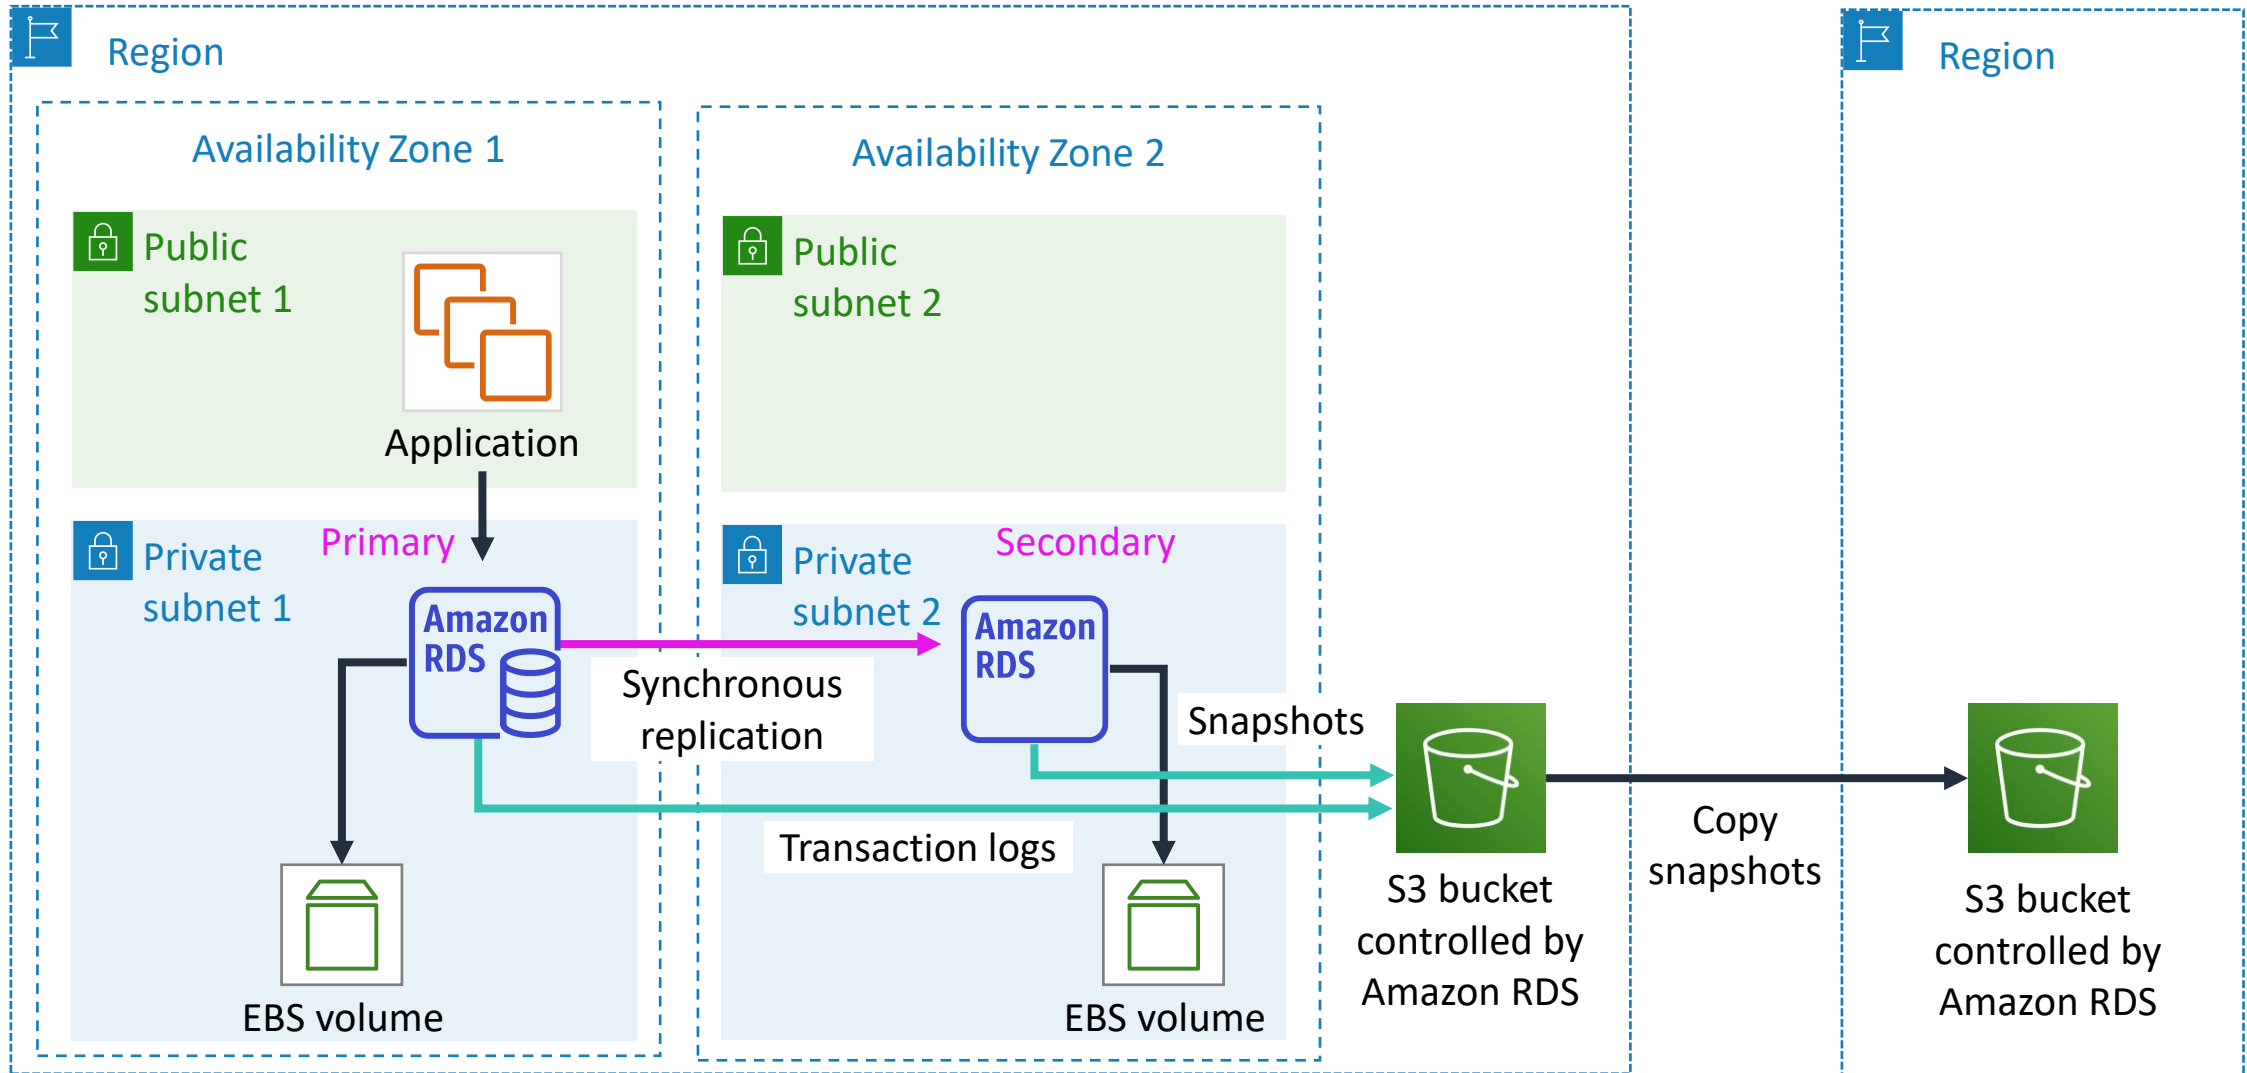 Region
Region
Availability Zone 1
Availability Zone 2
Public
subnet 1
Public
subnet 2
Application
Private
subnet 1
Primary
Private
subnet 2
Secondary
Amazon
RDS
Amazon
RDS
Synchronous
replication
Snapshots
Transaction logs
Copy
snapshots
S3 bucket
controlled by
Amazon RDS
S3 bucket
controlled by
Amazon RDS
EBS volume
EBS volume